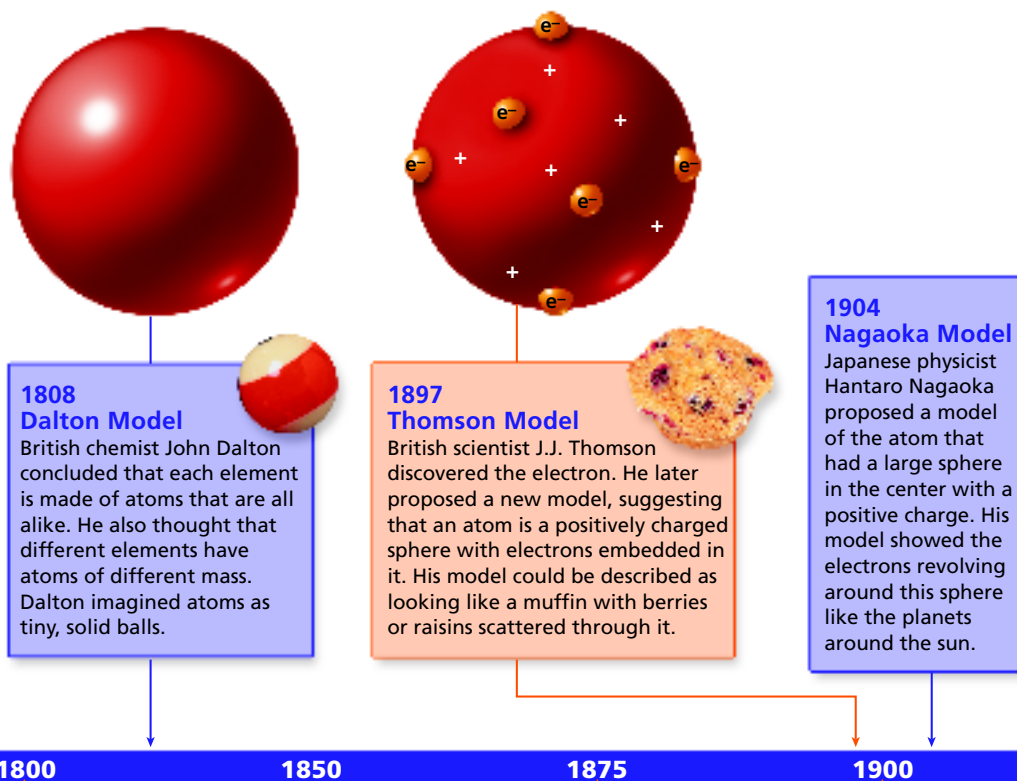 e⁻
+
e⁻
+
e⁻
+
+
e⁻
e⁻
+
+
e⁻
1808
Dalton Model
British chemist John Dalton
concluded that each element
is made of atoms that are all
alike. He also thought that
different elements have
atoms of different mass.
Dalton imagined atoms as
tiny, solid balls.
1897
Thomson Model
British scientist J.J. Thomson
discovered the electron. He later
proposed a new model, suggesting
that an atom is a positively charged
sphere with electrons embedded in
it. His model could be described as
looking like a muffin with berries
or raisins scattered through it.
1904
Nagaoka Model
Japanese physicist
Hantaro Nagaoka
proposed a model
of the atom that
had a large sphere
in the center with a
positive charge. His
model showed the
electrons revolving
around this sphere
like the planets
around the sun.
1800 1850 1875 1900